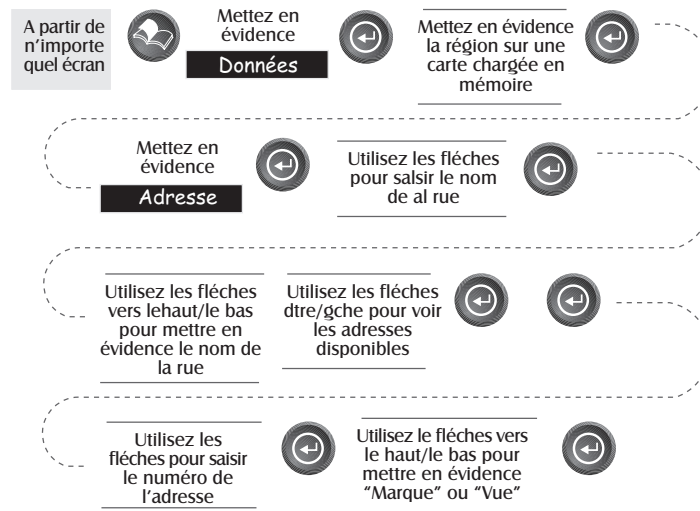 A partir de
n'importe
quel écran
Mettez en
évidence
Données
Mettez en évidence
la région sur une
carte chargée en
mémoire
Mettez en
évidence
Adresse
Utilisez les fléches
pour salsir le nom
de al rue
Utilisez les fléches
vers lehaut/le bas
pour mettre en
évidence le nom de
la rue
Utilisez les fléches
dtre/gche pour voir
les adresses
disponibles
Utilisez les
fléches pour saisir
le numéro de
l'adresse
Utilisez le fléches vers
le haut/le bas pour
mettre en évidence
"Marque" ou "Vue"